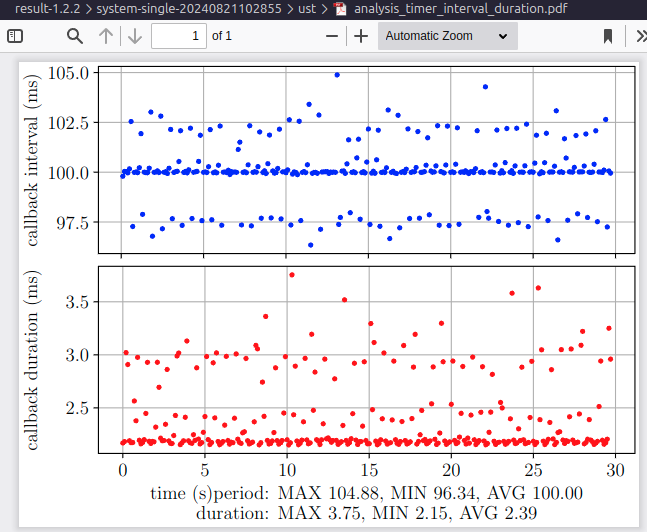 result-1.2.2 > system-single-20240821102855 > ust > analysis_timer_interval_duration.pdf
1 of 1 Automatic Zoom
callback interval (ms)
105.0
102.5
100.0
97.5
callback duration (ms)
3.5
3.0
2.5
0 5 10 15 20 25 30
time (s)period: MAX 104.88, MIN 96.34, AVG 100.00
duration: MAX 3.75, MIN 2.15, AVG 2.39